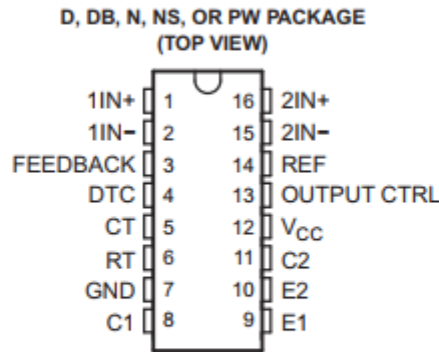 D, DB, N, NS, OR PW PACKAGE
(TOP VIEW)
1IN+ 1 16 2IN+
1IN− 2 15 2IN−
FEEDBACK 3 14 REF
DTC 4 13 OUTPUT CTRL
CT 5 12 VCC
RT 6 11 C2
GND 7 10 E2
C1 8 9 E1